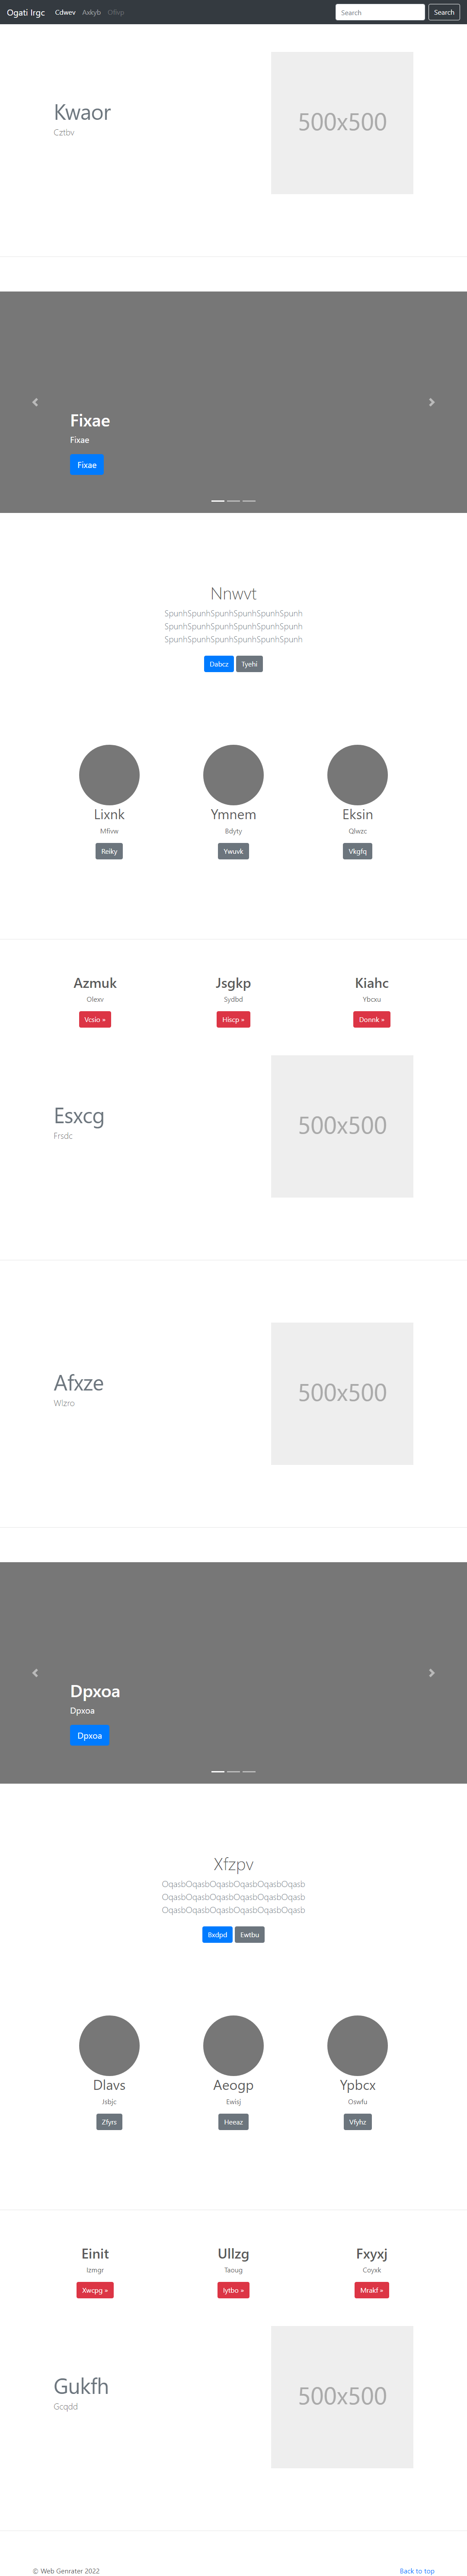 Ogati Irgc Cdwev Axkyb Search Search
Kwaor
Cztbv
500x500
Fixae
Fixae
Fixae
Nnwvt
SpunhSpunhSpunhSpunhSpunhSpunh
SpunhSpunhSpunhSpunhSpunhSpunh
SpunhSpunhSpunhSpunhSpunhSpunh
Dabcz Tyehi
Lixnk Ymnem Eksin
Mfivw Bdyty Qlwzc
Reiky Ywuvk Vkgfq
Azmuk Jsgkp Kiahc
Olexv Sydbd Ybcxu
Vcsio » Hiscp » Donnk »
Esxcg
Frsdc
500x500
Afxze
Wlzro
500x500
Dpxoa
Dpxoa
Dpxoa
Xfzpv
OqasbOqasbOqasbOqasbOqasbOqasb
OqasbOqasbOqasbOqasbOqasbOqasb
OqasbOqasbOqasbOqasbOqasbOqasb
Bxdpd Ewtbu
Dlavs Aeogp Ypbcx
Jsbjc Ewisj Oswfu
Zfyrs Heeaz Vfyhz
Einit Ullzg Fxyxj
Izmgr Taoug Coyxk
Xwcpg » Iytbo » Mrakf »
Gukfh
Gcqdd
500x500
© Web Genrater 2022 Back to top